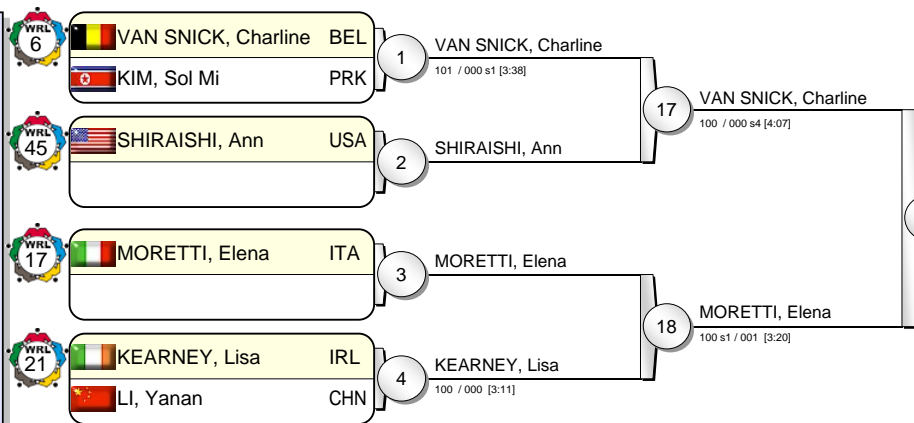 WRL
6
VAN SNICK, Charline BEL
KIM, Sol Mi PRK
1
VAN SNICK, Charline
101 / 000 s1 [3:38]
WRL
45
SHIRAISHI, Ann USA
2
SHIRAISHI, Ann
17
VAN SNICK, Charline
100 / 000 s4 [4:07]
WRL
17
MORETTI, Elena ITA
3
MORETTI, Elena
WRL
21
KEARNEY, Lisa IRL
LI, Yanan CHN
4
KEARNEY, Lisa
100 / 000 [3:11]
18
MORETTI, Elena
100 s1 / 001 [3:20]